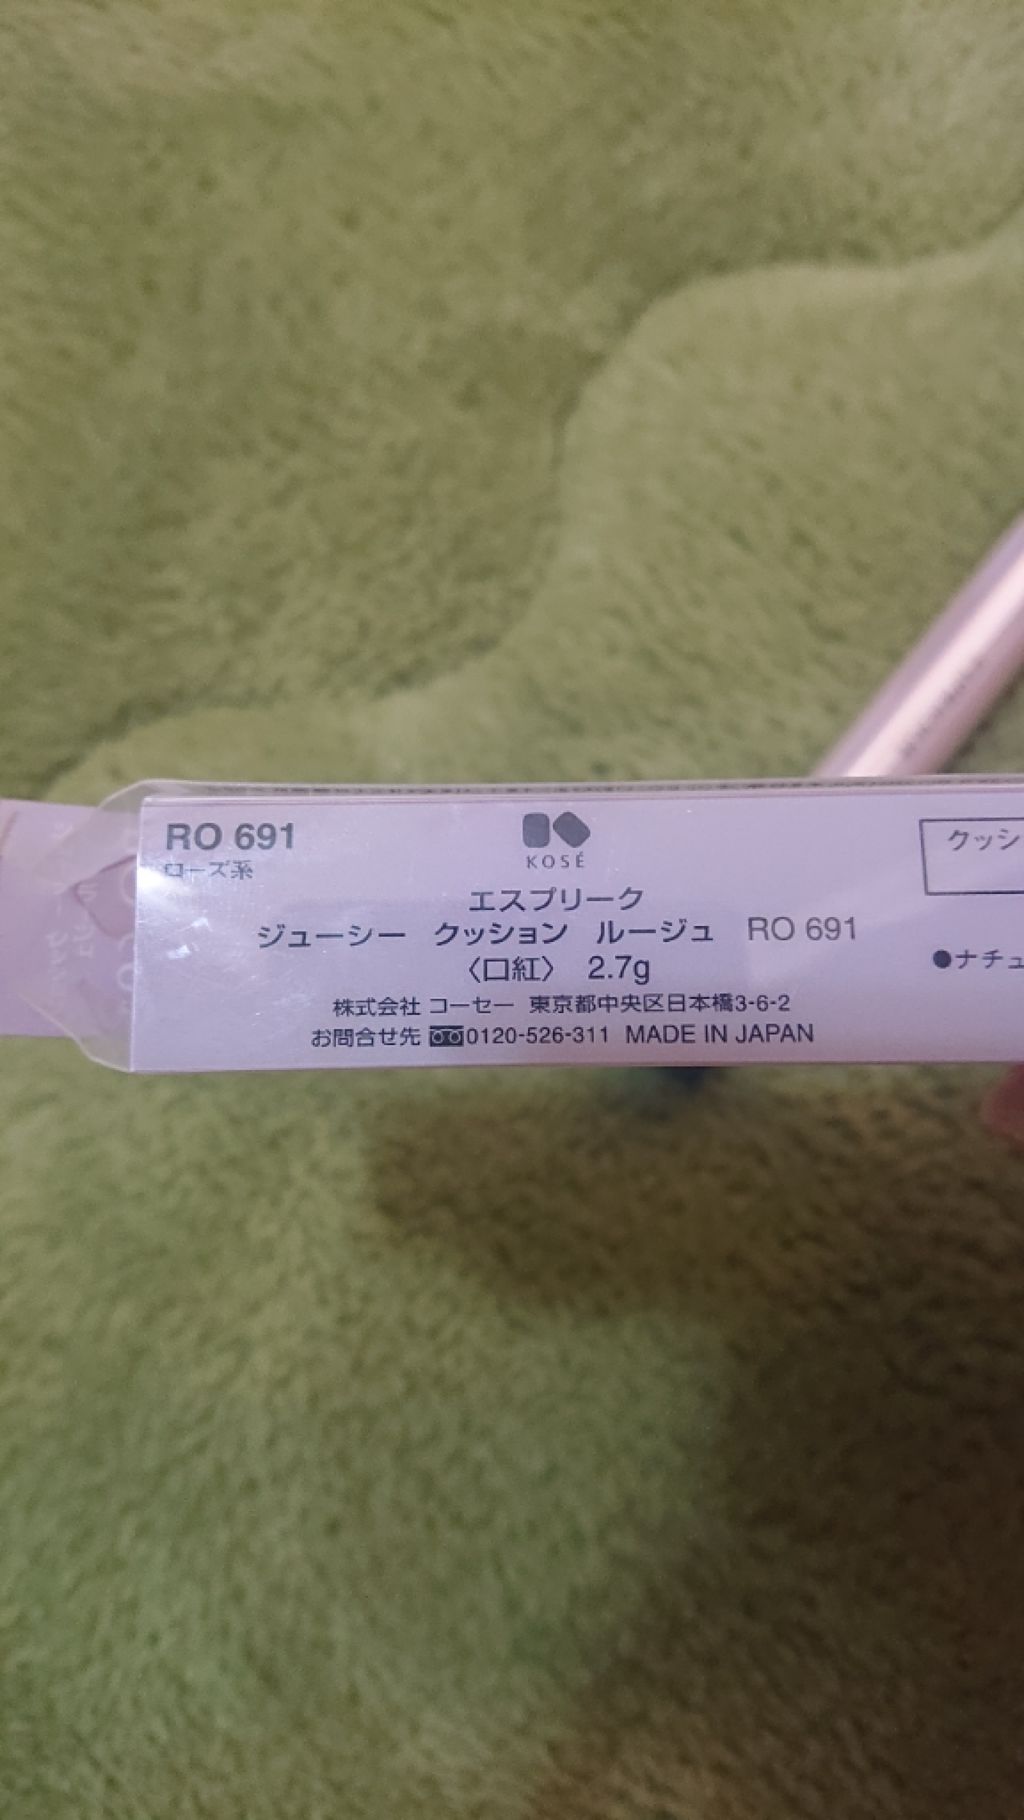 RO 691
ローズ系
KOSÉ
エスプリーク
ジューシー クッション ルージュ RO 691
〈口紅〉 2.7g
株式会社 コーセー 東京都中央区日本橋3-6-2
お問合せ先 0120-526-311 MADE IN JAPAN
クッシ
●ナチュ